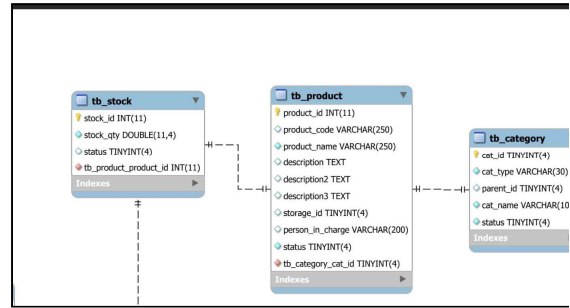 tb_stock
stock_id INT(11)
stock_qty DOUBLE(11,4)
status TINYINT(4)
tb_product_product_id INT(11)
Indexes
tb_product
product_id INT(11)
product_code VARCHAR(250)
product_name VARCHAR(250)
description TEXT
description2 TEXT
description3 TEXT
storage_id TINYINT(4)
person_in_charge VARCHAR(200)
status TINYINT(4)
tb_category_cat_id TINYINT(4)
Indexes
tb_category
cat_id TINYINT(4)
cat_type VARCHAR(30)
parent_id TINYINT(4)
cat_name VARCHAR(10
status TINYINT(4)
Indexes